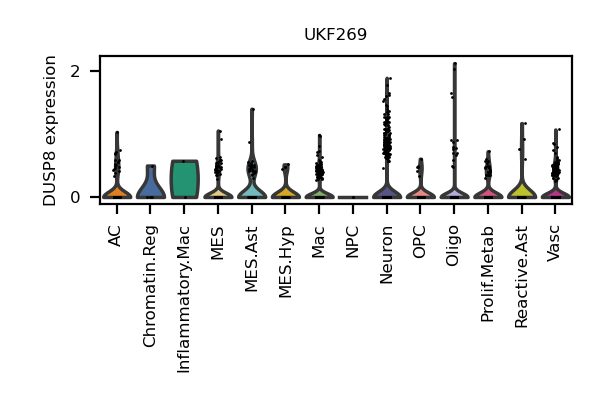 UKF269
DUSP8 expression
2
0
AC
Chromatin.Reg
Inflammatory.Mac
MES
MES.Ast
MES.Hyp
Mac
NPC
Neuron
OPC
Oligo
Prolif.Metab
Reactive.Ast
Vasc